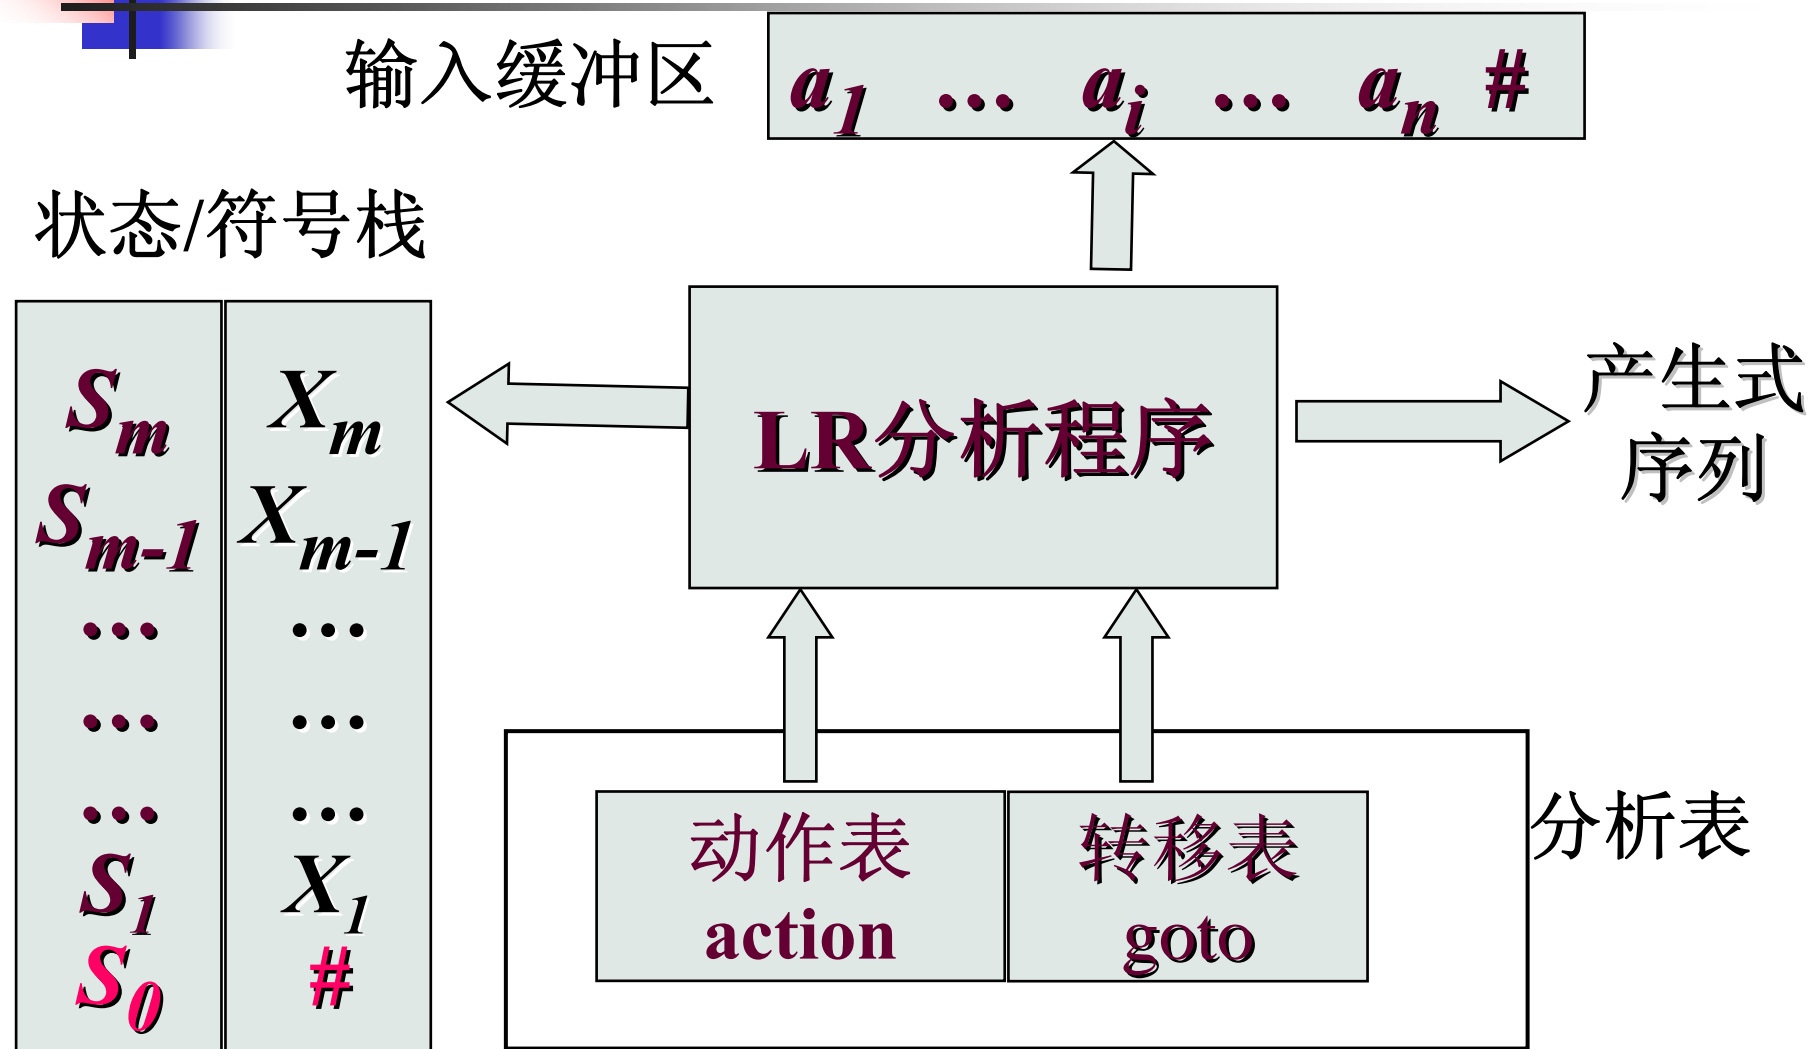 输入缓冲区
a1 … ai … an #
状态/符号栈
Sm Xm
Sm-1 Xm-1
… …
… …
… …
S1 X1
S0 #
LR分析程序
产生式
序列
动作表
action
转移表
goto
分析表